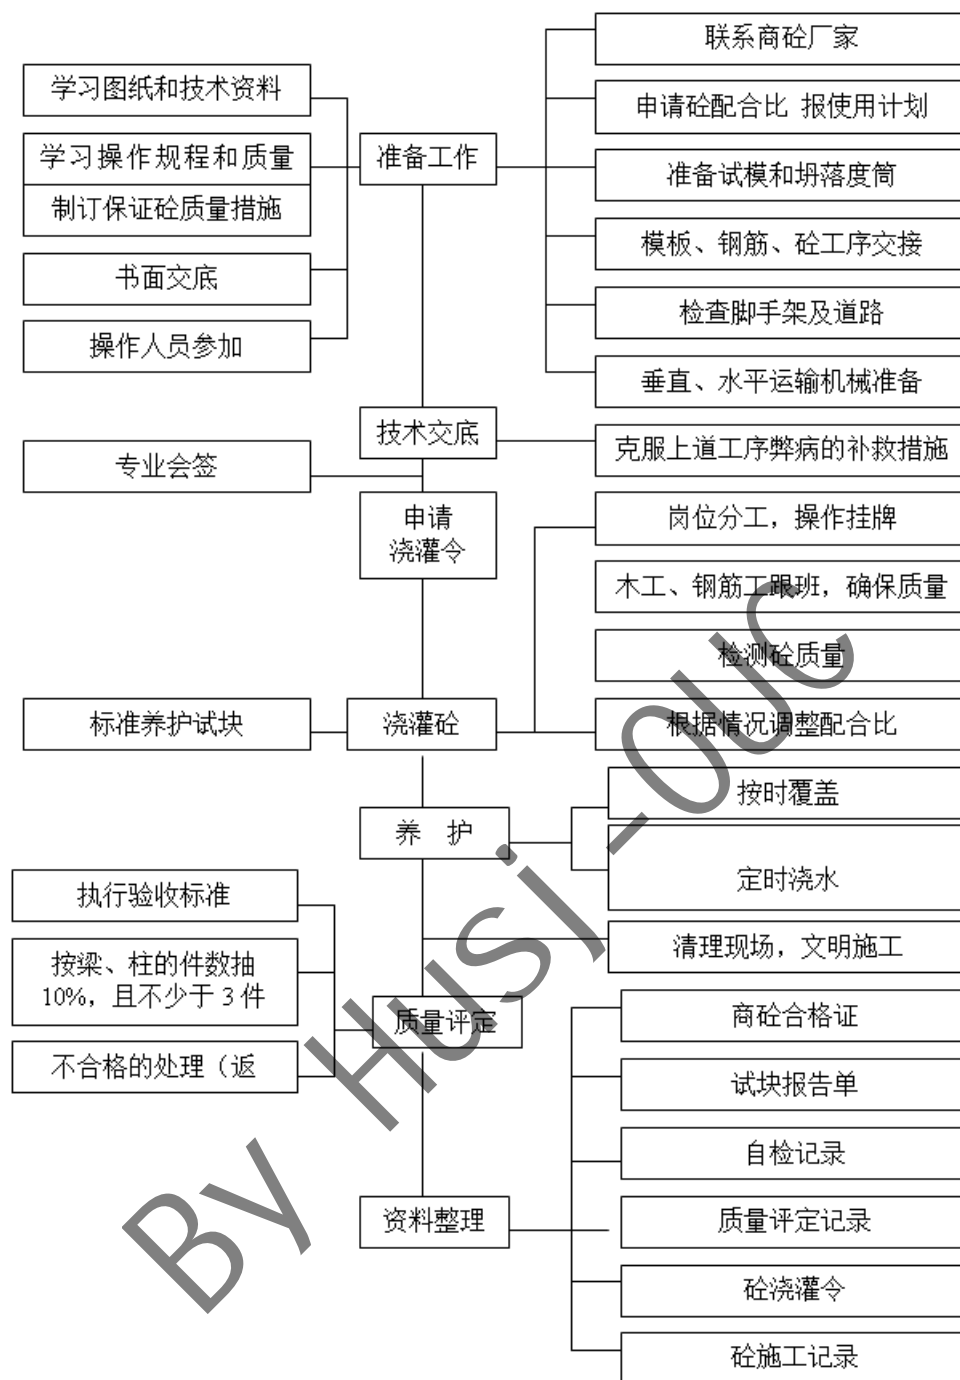 联系商砼厂家
学习图纸和技术资料
申请砼配合比 报使用计划
学习操作规程和质量
准备工作
准备试模和坍落度筒
制订保证砼质量措施
模板、钢筋、砼工序交接
书面交底
检查脚手架及道路
操作人员参加
垂直、水平运输机械准备
技术交底
克服上道工序弊病的补救措施
专业会签
申请
浇灌令
岗位分工，操作挂牌
木工、钢筋工跟班，确保质量
检测砼质量
标准养护试块
浇灌砼
根据情况调整配合比
按时覆盖
养 护
定时浇水
执行验收标准
清理现场，文明施工
按梁、柱的件数抽
10%，且不少于 3 件
质量评定
商砼合格证
不合格的处理（返
试块报告单
自检记录
资料整理
质量评定记录
砼浇灌令
砼施工记录
By Husj -OUC